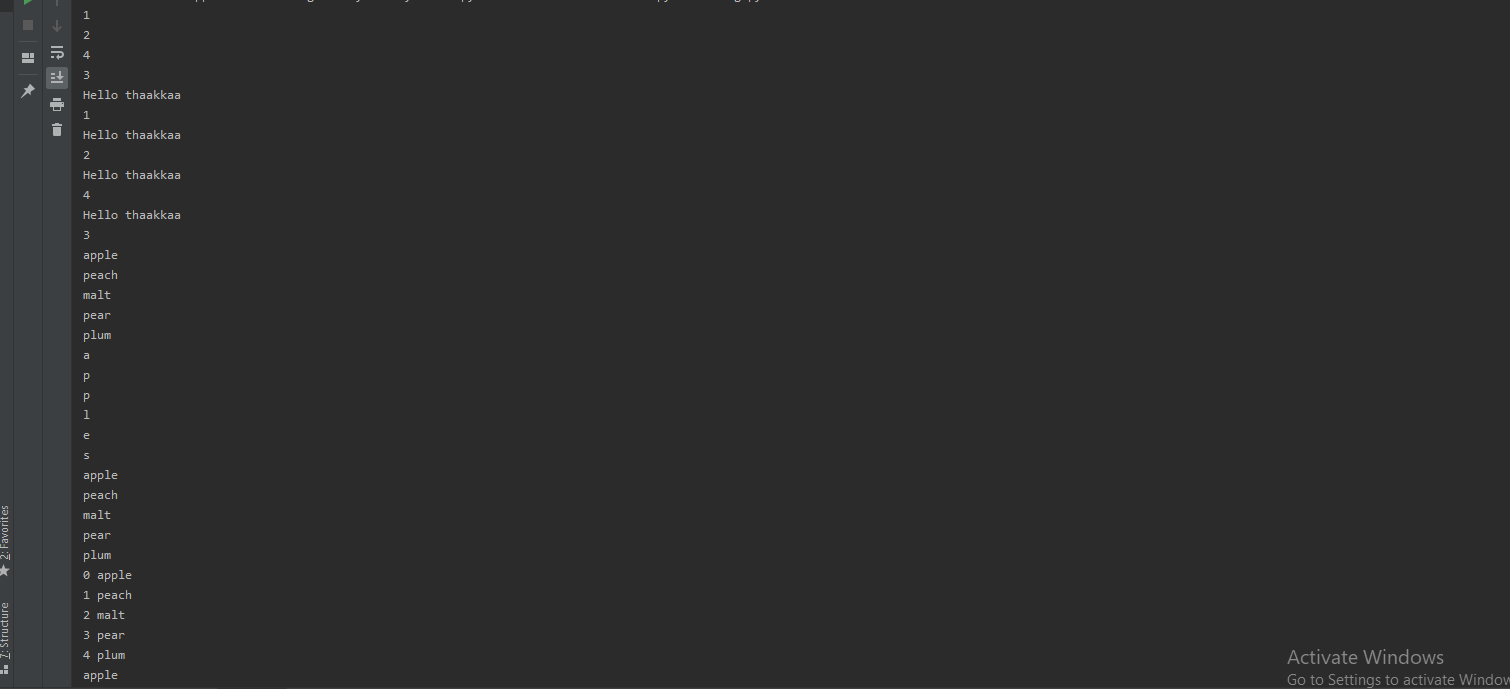 1
2
4
3
Hello thaakkaa
1
Hello thaakkaa
2
Hello thaakkaa
4
Hello thaakkaa
3
apple
peach
malt
pear
plum
a
p
p
l
e
s
apple
peach
malt
pear
plum
0 apple
1 peach
2 malt
3 pear
4 plum
apple
2: Favorites
7: Structure
Activate Windows
Go to Settings to activate Window